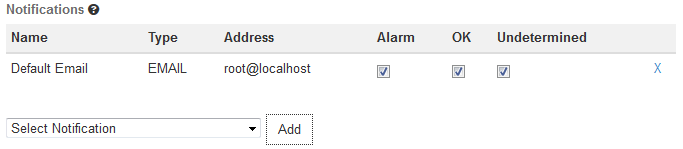 Notifications ?
Name Type Address Alarm OK Undetermined
Default Email EMAIL root@localhost X
Select Notification Add